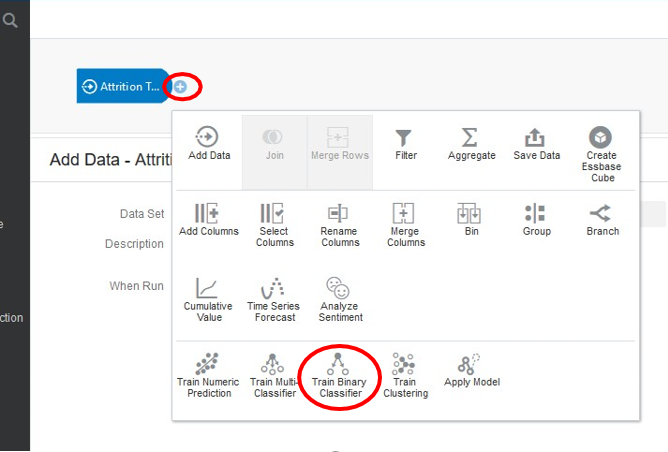 Attrition T...
Add Data - Attriti
Add Data
Join
Merge Rows
Filter
Aggregate
Save Data
Create
Essbase
Cube
Data Set
Add Columns
Select
Columns
Rename
Columns
Merge
Columns
Bin
Group
Branch
e
Description
When Run
Cumulative
Value
Time Series
Forecast
Analyze
Sentiment
ction
Train Numeric
Prediction
Train Multi-
Classifier
Train Binary
Classifier
Train
Clustering
Apply Model